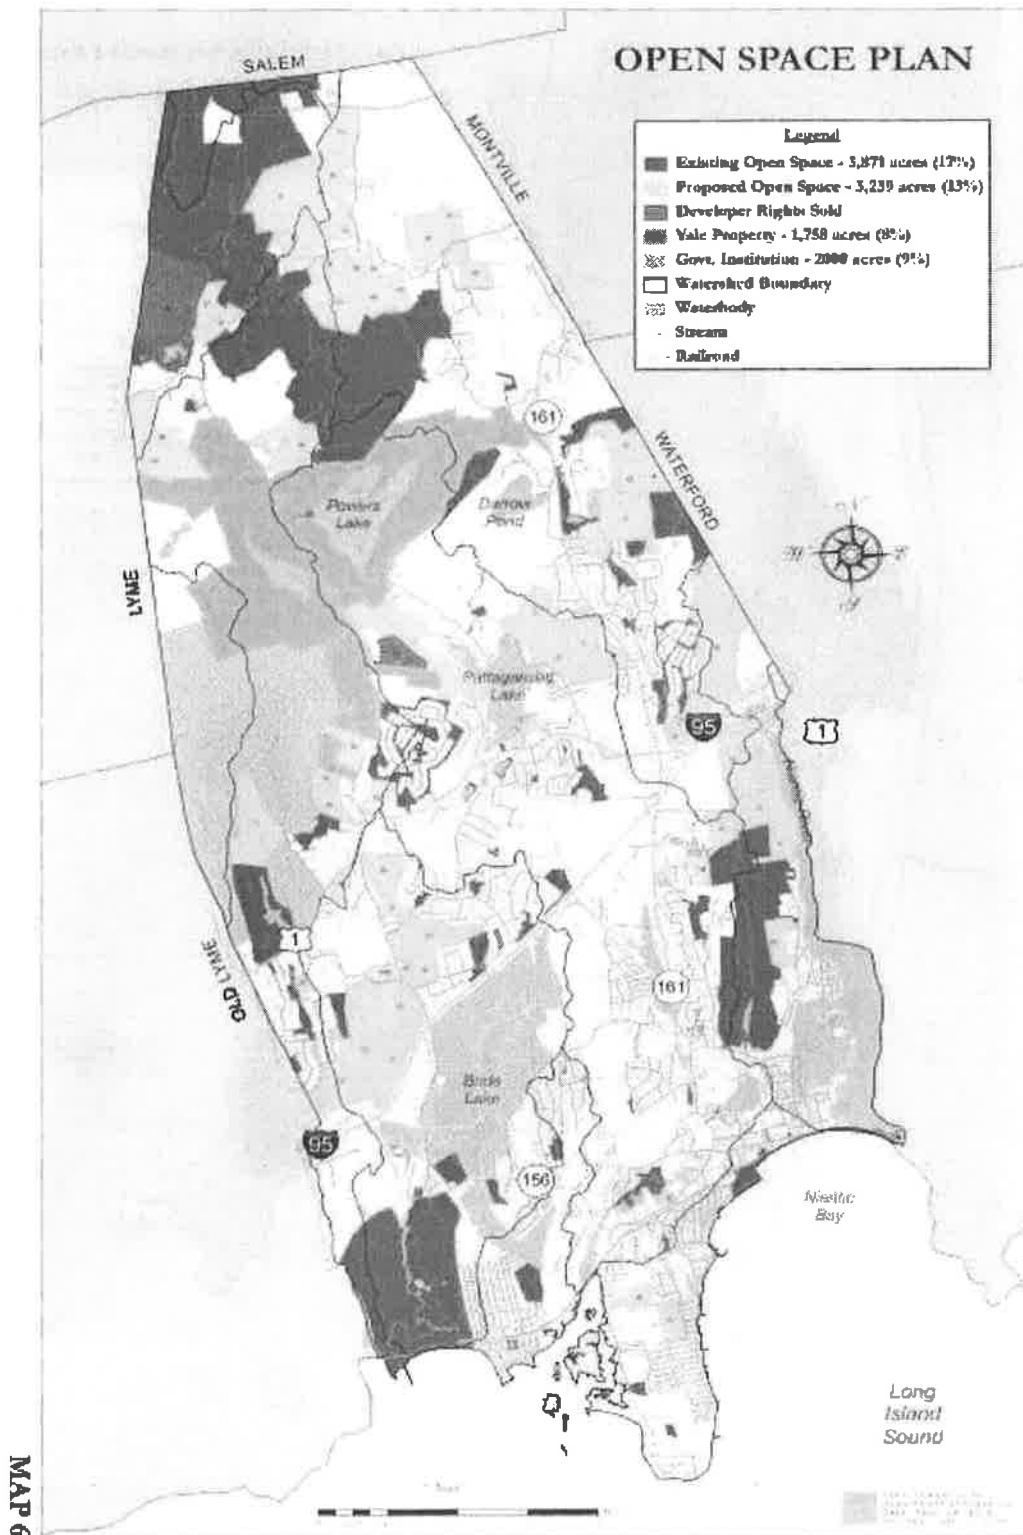 OPEN SPACE PLAN
SALEM
MONTVILLE
Legend
Existing Open Space - 3,871 acres (17%)
Proposed Open Space - 3,239 acres (13%)
Developer Rights Sold
Yale Property - 1,758 acres (8%)
Govt. Institution - 2000 acres (9%)
Watershed Boundary
Waterbody
Stream
Railroad
161
WATERFORD
Powers
Lake
Darrow
Pond
LYME
Pattagansett
Lake
95
1
1
OLD LYME
161
Bride
Lake
95
156
Niantic
Bay
Long
Island
Sound
MAP 6